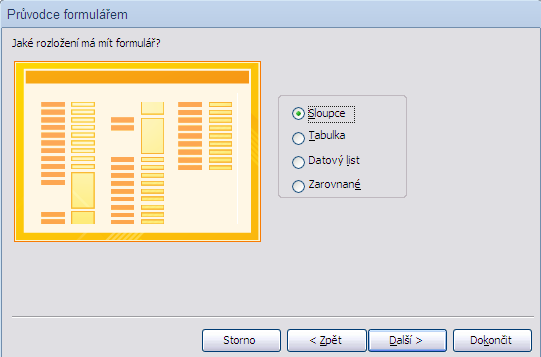 Průvodce formulářem
Jaké rozložení má mít formulář?
Sloupce
Tabulka
Datový list
Zarovnané
Storno
< Zpět
Další >
Dokončit